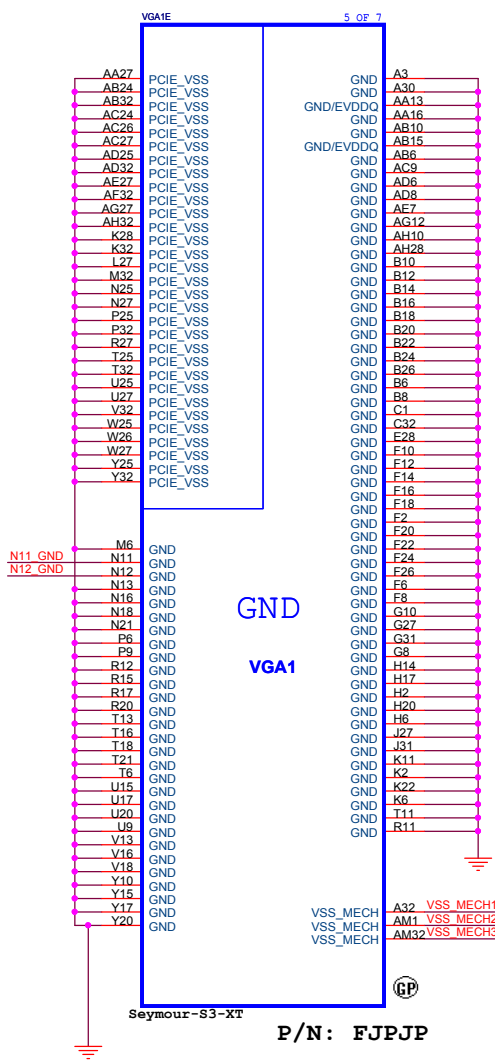 VGA1E 5 OF 7
AA27 PCIE_VSS GND A3
AB24 PCIE_VSS GND A30
AB32 PCIE_VSS GND/EVDDQ AA13
AC24 PCIE_VSS GND AA16
AC26 PCIE_VSS GND AB10
AC27 PCIE_VSS GND/EVDDQ AB15
AD25 PCIE_VSS GND AB6
AD32 PCIE_VSS GND AC9
AE27 PCIE_VSS GND AD6
AF32 PCIE_VSS GND AD8
AG27 PCIE_VSS GND AE7
AH32 PCIE_VSS GND AG12
K28 PCIE_VSS GND AH10
K32 PCIE_VSS GND AH28
L27 PCIE_VSS GND B10
M32 PCIE_VSS GND B12
N25 PCIE_VSS GND B14
N27 PCIE_VSS GND B16
P25 PCIE_VSS GND B18
P32 PCIE_VSS GND B20
R27 PCIE_VSS GND B22
T25 PCIE_VSS GND B24
T32 PCIE_VSS GND B26
U25 PCIE_VSS GND B6
U27 PCIE_VSS GND B8
V32 PCIE_VSS GND C1
W25 PCIE_VSS GND C32
W26 PCIE_VSS GND E28
W27 PCIE_VSS GND F10
Y25 PCIE_VSS GND F12
Y32 PCIE_VSS GND F14
GND F16
GND F18
GND F2
GND F20
M6 GND GND F22
N11_GND N11 GND GND F24
N12_GND N12 GND GND F26
N13 GND GND F6
N16 GND GND F8
N18 GND GND G10
N21 GND GND G27
P6 GND GND G31
P9 GND GND G8
R12 GND GND H14
R15 GND GND H17
R17 GND GND H2
R20 GND GND H20
T13 GND GND H6
T16 GND GND J27
T18 GND GND J31
T21 GND GND K11
T6 GND GND K2
U15 GND GND K22
U17 GND GND K6
U20 GND GND T11
U9 GND GND R11
V13 GND
V16 GND
V18 GND
Y10 GND
Y15 GND
Y17 GND VSS_MECH A32 VSS_MECH1
Y20 GND VSS_MECH AM1 VSS_MECH2
VSS_MECH AM32 VSS_MECH3
GND
VGA1
GP
Seymour-S3-XT
P/N: FJPJP